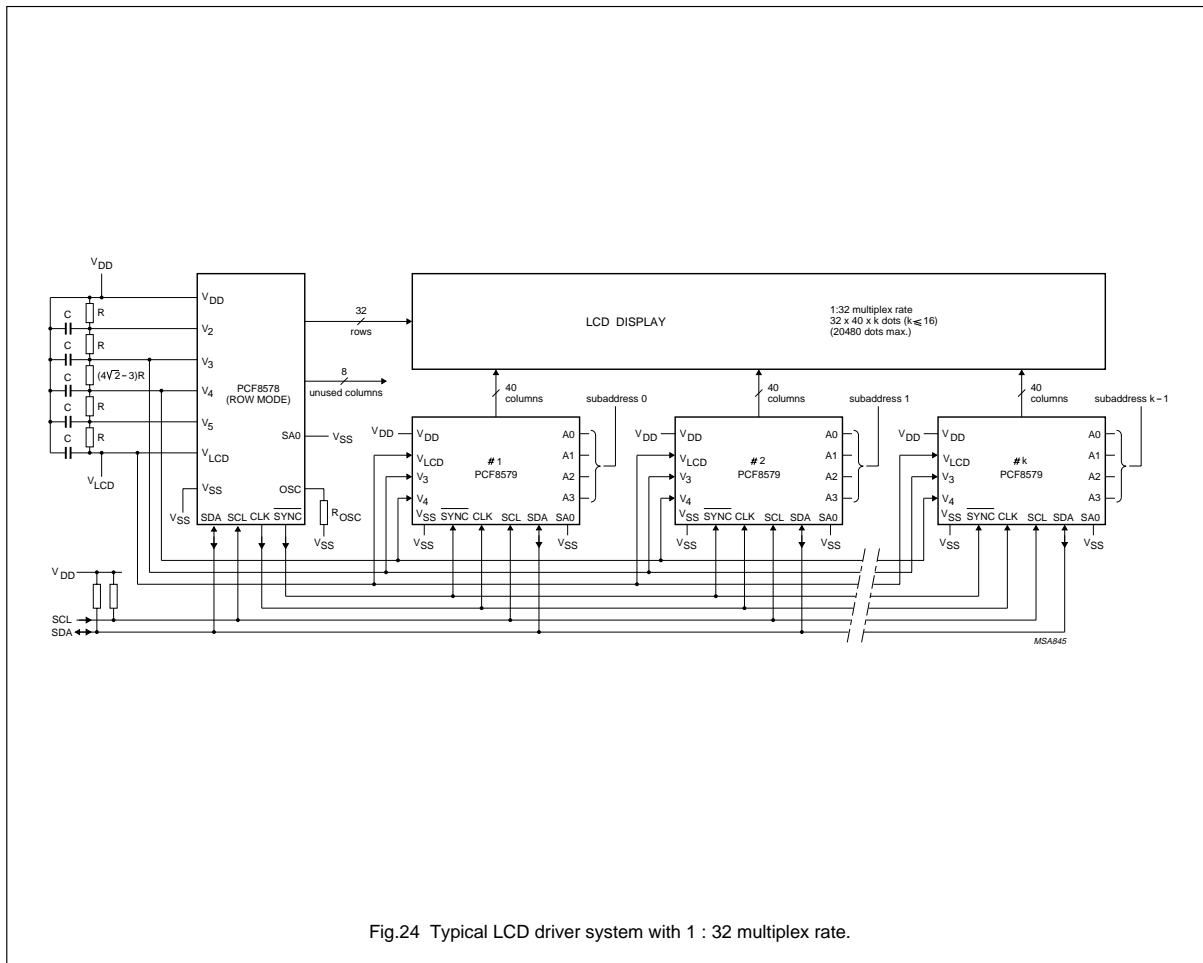 VDD
VDD
C
R
V2
C
R
V3
C
(4√2−3)R
V4
C
R
V5
C
R
VLCD
VLCD
VSS
VSS
PCF8578
(ROW MODE)
32
rows
8
unused columns
SA0
VSS
OSC
ROSC
VSS
SDA SCL CLK SYNC
LCD DISPLAY
1:32 multiplex rate
32 x 40 x k dots (k⩽16)
(20480 dots max.)
40
columns
subaddress 0
VDD
VDD
VLCD
V3
V4
VSS SYNC CLK SCL SDA SA0
VSS
VSS
#1
PCF8579
A0
A1
A2
A3
40
columns
subaddress 1
VDD
VDD
VLCD
V3
V4
VSS SYNC CLK SCL SDA SA0
VSS
VSS
#2
PCF8579
A0
A1
A2
A3
40
columns
subaddress k−1
VDD
VDD
VLCD
V3
V4
VSS SYNC CLK SCL SDA SA0
VSS
VSS
#k
PCF8579
A0
A1
A2
A3
VDD
SCL
SDA
MSA845
Fig.24 Typical LCD driver system with 1 : 32 multiplex rate.